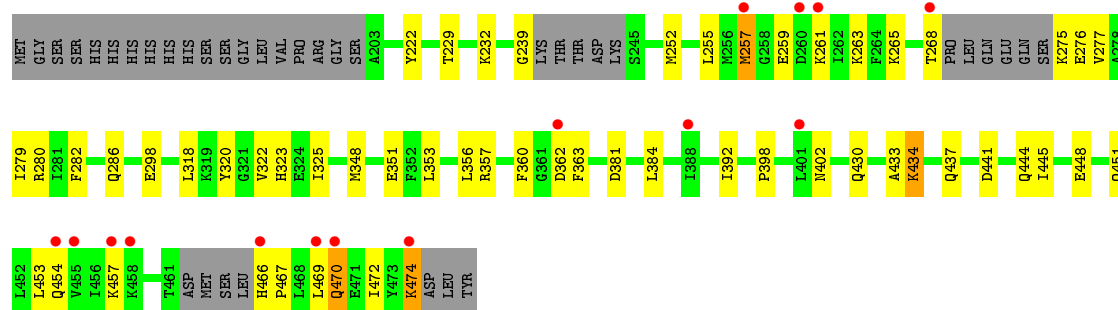 MET GLY SER SER HIS HIS HIS HIS HIS HIS SER SER GLY LEU VAL PRO ARG GLY SER A203 Y222 T229 K232 G239 LYS THR THR ASP LYS S245 M252 L255 M256 M257 G258 E259 D260 K261 I262 K263 F264 K265 T268 PRO LEU GLN GLU GLN SER K275 E276 V277 A278
I279 R280 I281 F282 Q286 E298 L318 K319 Y320 G321 V322 H323 E324 I325 M348 E351 F352 L353 L356 R357 F360 G361 D362 F363 D381 L384 I388 I392 P398 L401 N402 Q430 A433 K434 Q437 D441 Q444 I445 E448 Q451
L452 L453 Q454 V455 I456 K457 K458 T461 ASP MET SER LEU H466 P467 L468 L469 Q470 E471 I472 Y473 K474 ASP LEU TYR